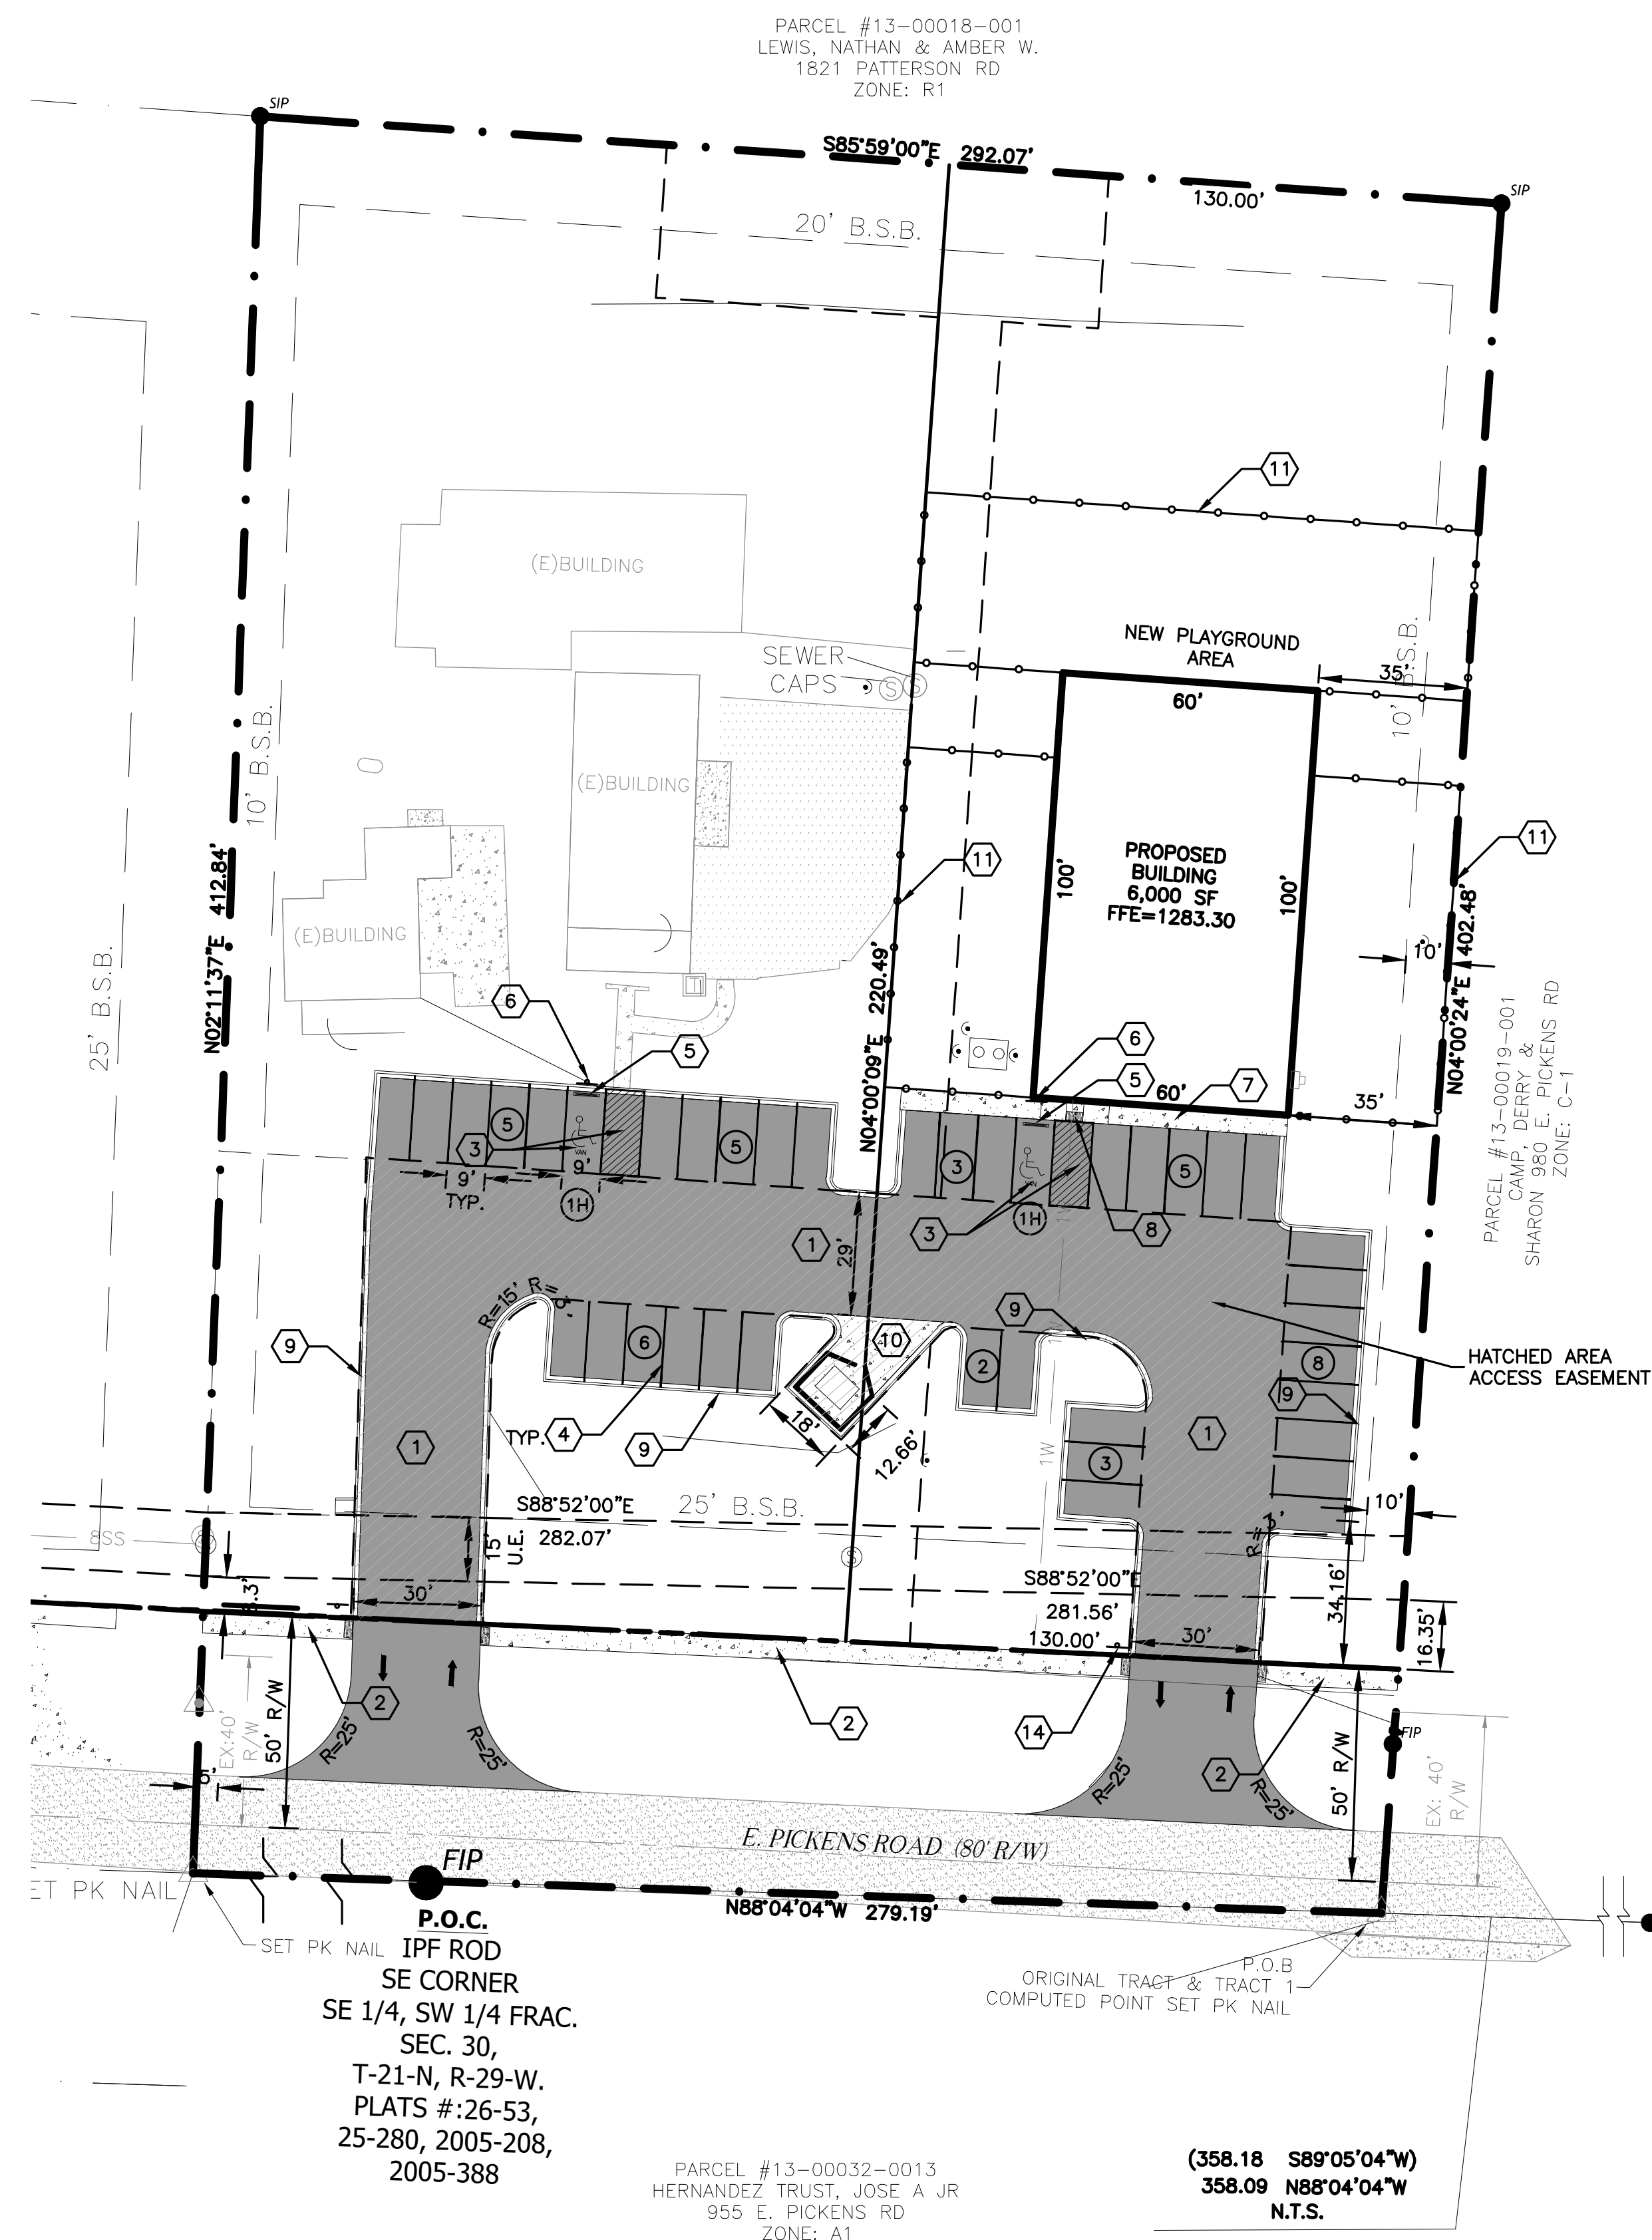 PARCEL #13-00018-001
LEWIS, NATHAN & AMBER W.
1821 PATTERSON RD
ZONE: R1
SIP
S85°59'00"E 292.07'
130.00'
SIP
20' B.S.B.
11
(E)BUILDING
NEW PLAYGROUND
AREA
10' B.S.B.
35'
SEWER
CAPS
S
S
60'
(E)BUILDING
10' B.S.B.
PROPOSED
BUILDING
6,000 SF
FFE=1283.30
100'
100'
11
11
N02°11'37"E 412.84'
(E)BUILDING
N04°00'24"E 402.48'
10'
25' B.S.B.
N04°00'09"E 220.49'
PARCEL #13-00019-001
CAMP, DERRY &
SHARON 980 E. PICKENS RD
ZONE: C-1
6
5
6
5
7
60'
35'
5
3
VAN
5
3
5
9'
TYP.
9'
1H
1H
3
8
1
29'
R=15'
9
9
6
10
2
8
9
HATCHED AREA
ACCESS EASEMENT
1
TYP.
4
9
18'
12.66'
1W
3
1
S88°52'00"E
282.07'
25' B.S.B.
10'
8SS
15'
U.E.
S
R=3'
S88°52'00"E
281.56'
34.16'
16.35'
30'
130.00'
30'
2
2
14
2
FIP
EX:40'
R/W
50' R/W
R=25'
R=25'
R=25'
R=25'
50' R/W
EX: 40'
R/W
E. PICKENS ROAD (80' R/W)
FIP
N88°04'04"W 279.19'
ET PK NAIL
SET PK NAIL
P.O.C.
IPF ROD
SE CORNER
SE 1/4, SW 1/4 FRAC.
SEC. 30,
T-21-N, R-29-W.
PLATS #:26-53,
25-280, 2005-208,
2005-388
P.O.B
ORIGINAL TRACT & TRACT 1
COMPUTED POINT SET PK NAIL
(358.18 S89°05'04"W)
358.09 N88°04'04"W
N.T.S.
PARCEL #13-00032-0013
HERNANDEZ TRUST, JOSE A JR
955 E. PICKENS RD
ZONE: A1